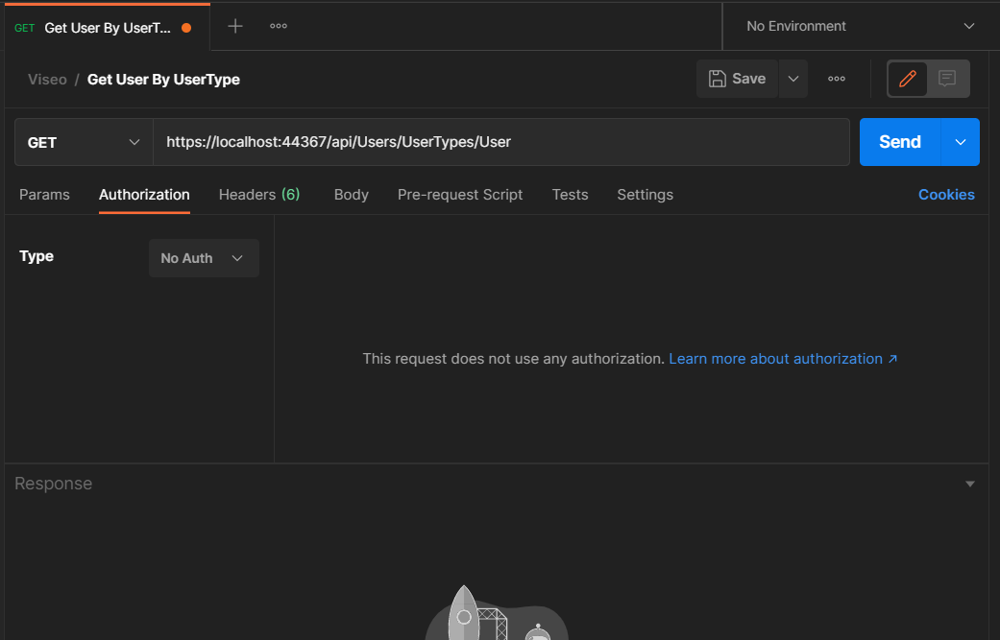 GET Get User By UserT...
No Environment
Viseo / Get User By UserType
Save
GET
https://localhost:44367/api/Users/UserTypes/User
Send
Params Authorization Headers (6) Body Pre-request Script Tests Settings Cookies
Type
No Auth
This request does not use any authorization. Learn more about authorization ↗
Response